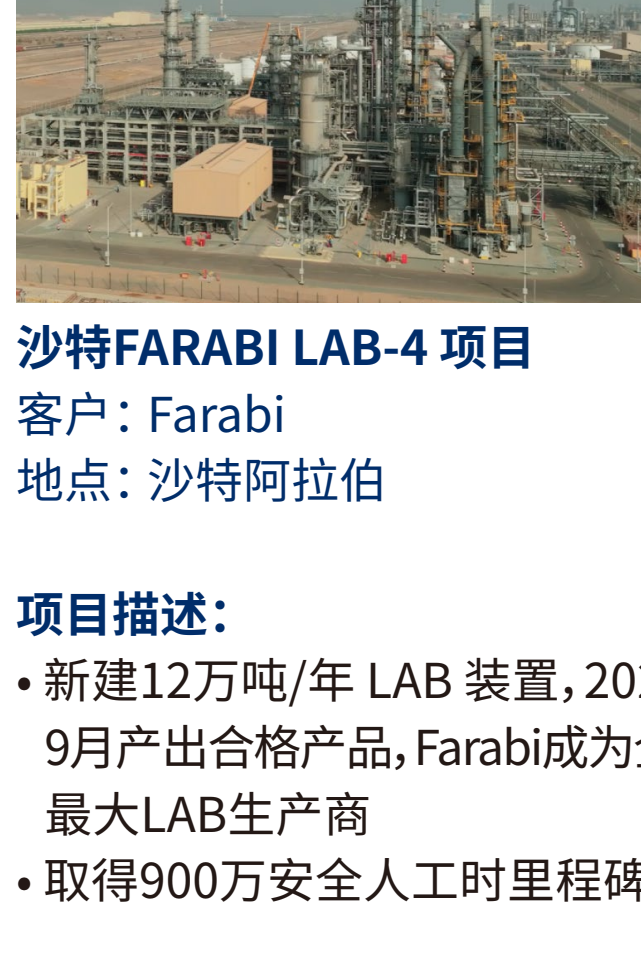 沙特FARABI LAB-4 项目
客户：Farabi
地点：沙特阿拉伯
项目描述：
• 新建12万吨/年 LAB 装置，20
9月产出合格产品，Farabi成为
最大LAB生产商
• 取得900万安全人工时里程碑